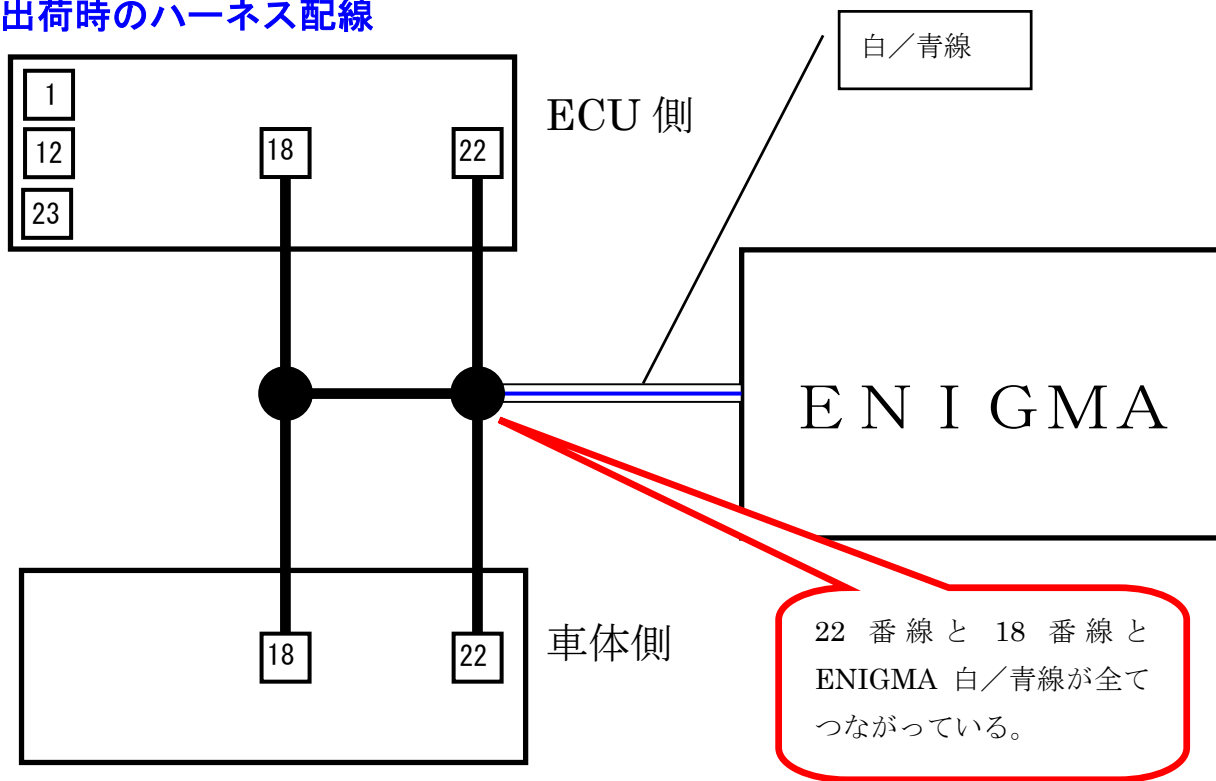 出荷時のハーネス配線
白／青線
1
12
23
18
22
ECU 側
ＥＮＩＧＭＡ
18
22
車体側
22 番線と 18 番線と
ENIGMA 白／青線が全て
つながっている。